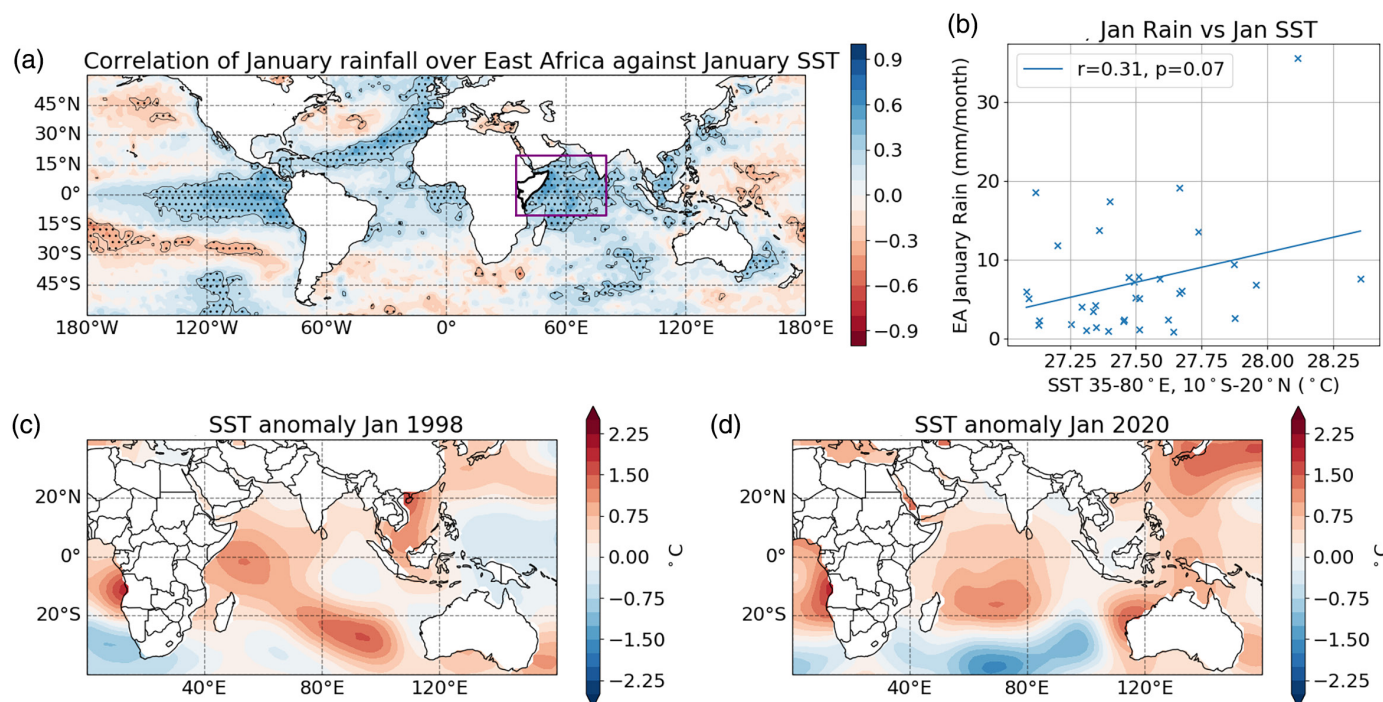 (a)
Correlation of January rainfall over East Africa against January SST
45°N
30°N
15°N
0°
15°S
30°S
45°S
180°W
120°W
60°W
0°
60°E
120°E
180°E
0.9
0.6
0.3
0.0
−0.3
−0.6
−0.9
(b)
Jan Rain vs Jan SST
r=0.31, p=0.07
EA January Rain (mm/month)
30
20
10
0
27.25
27.50
27.75
28.00
28.25
SST 35-80°E, 10°S-20°N (°C)
(c)
SST anomaly Jan 1998
20°N
0°
20°S
40°E
80°E
120°E
2.25
1.50
0.75
0.00
−0.75
−1.50
−2.25
°C
(d)
SST anomaly Jan 2020
20°N
0°
20°S
40°E
80°E
120°E
2.25
1.50
0.75
0.00
−0.75
−1.50
−2.25